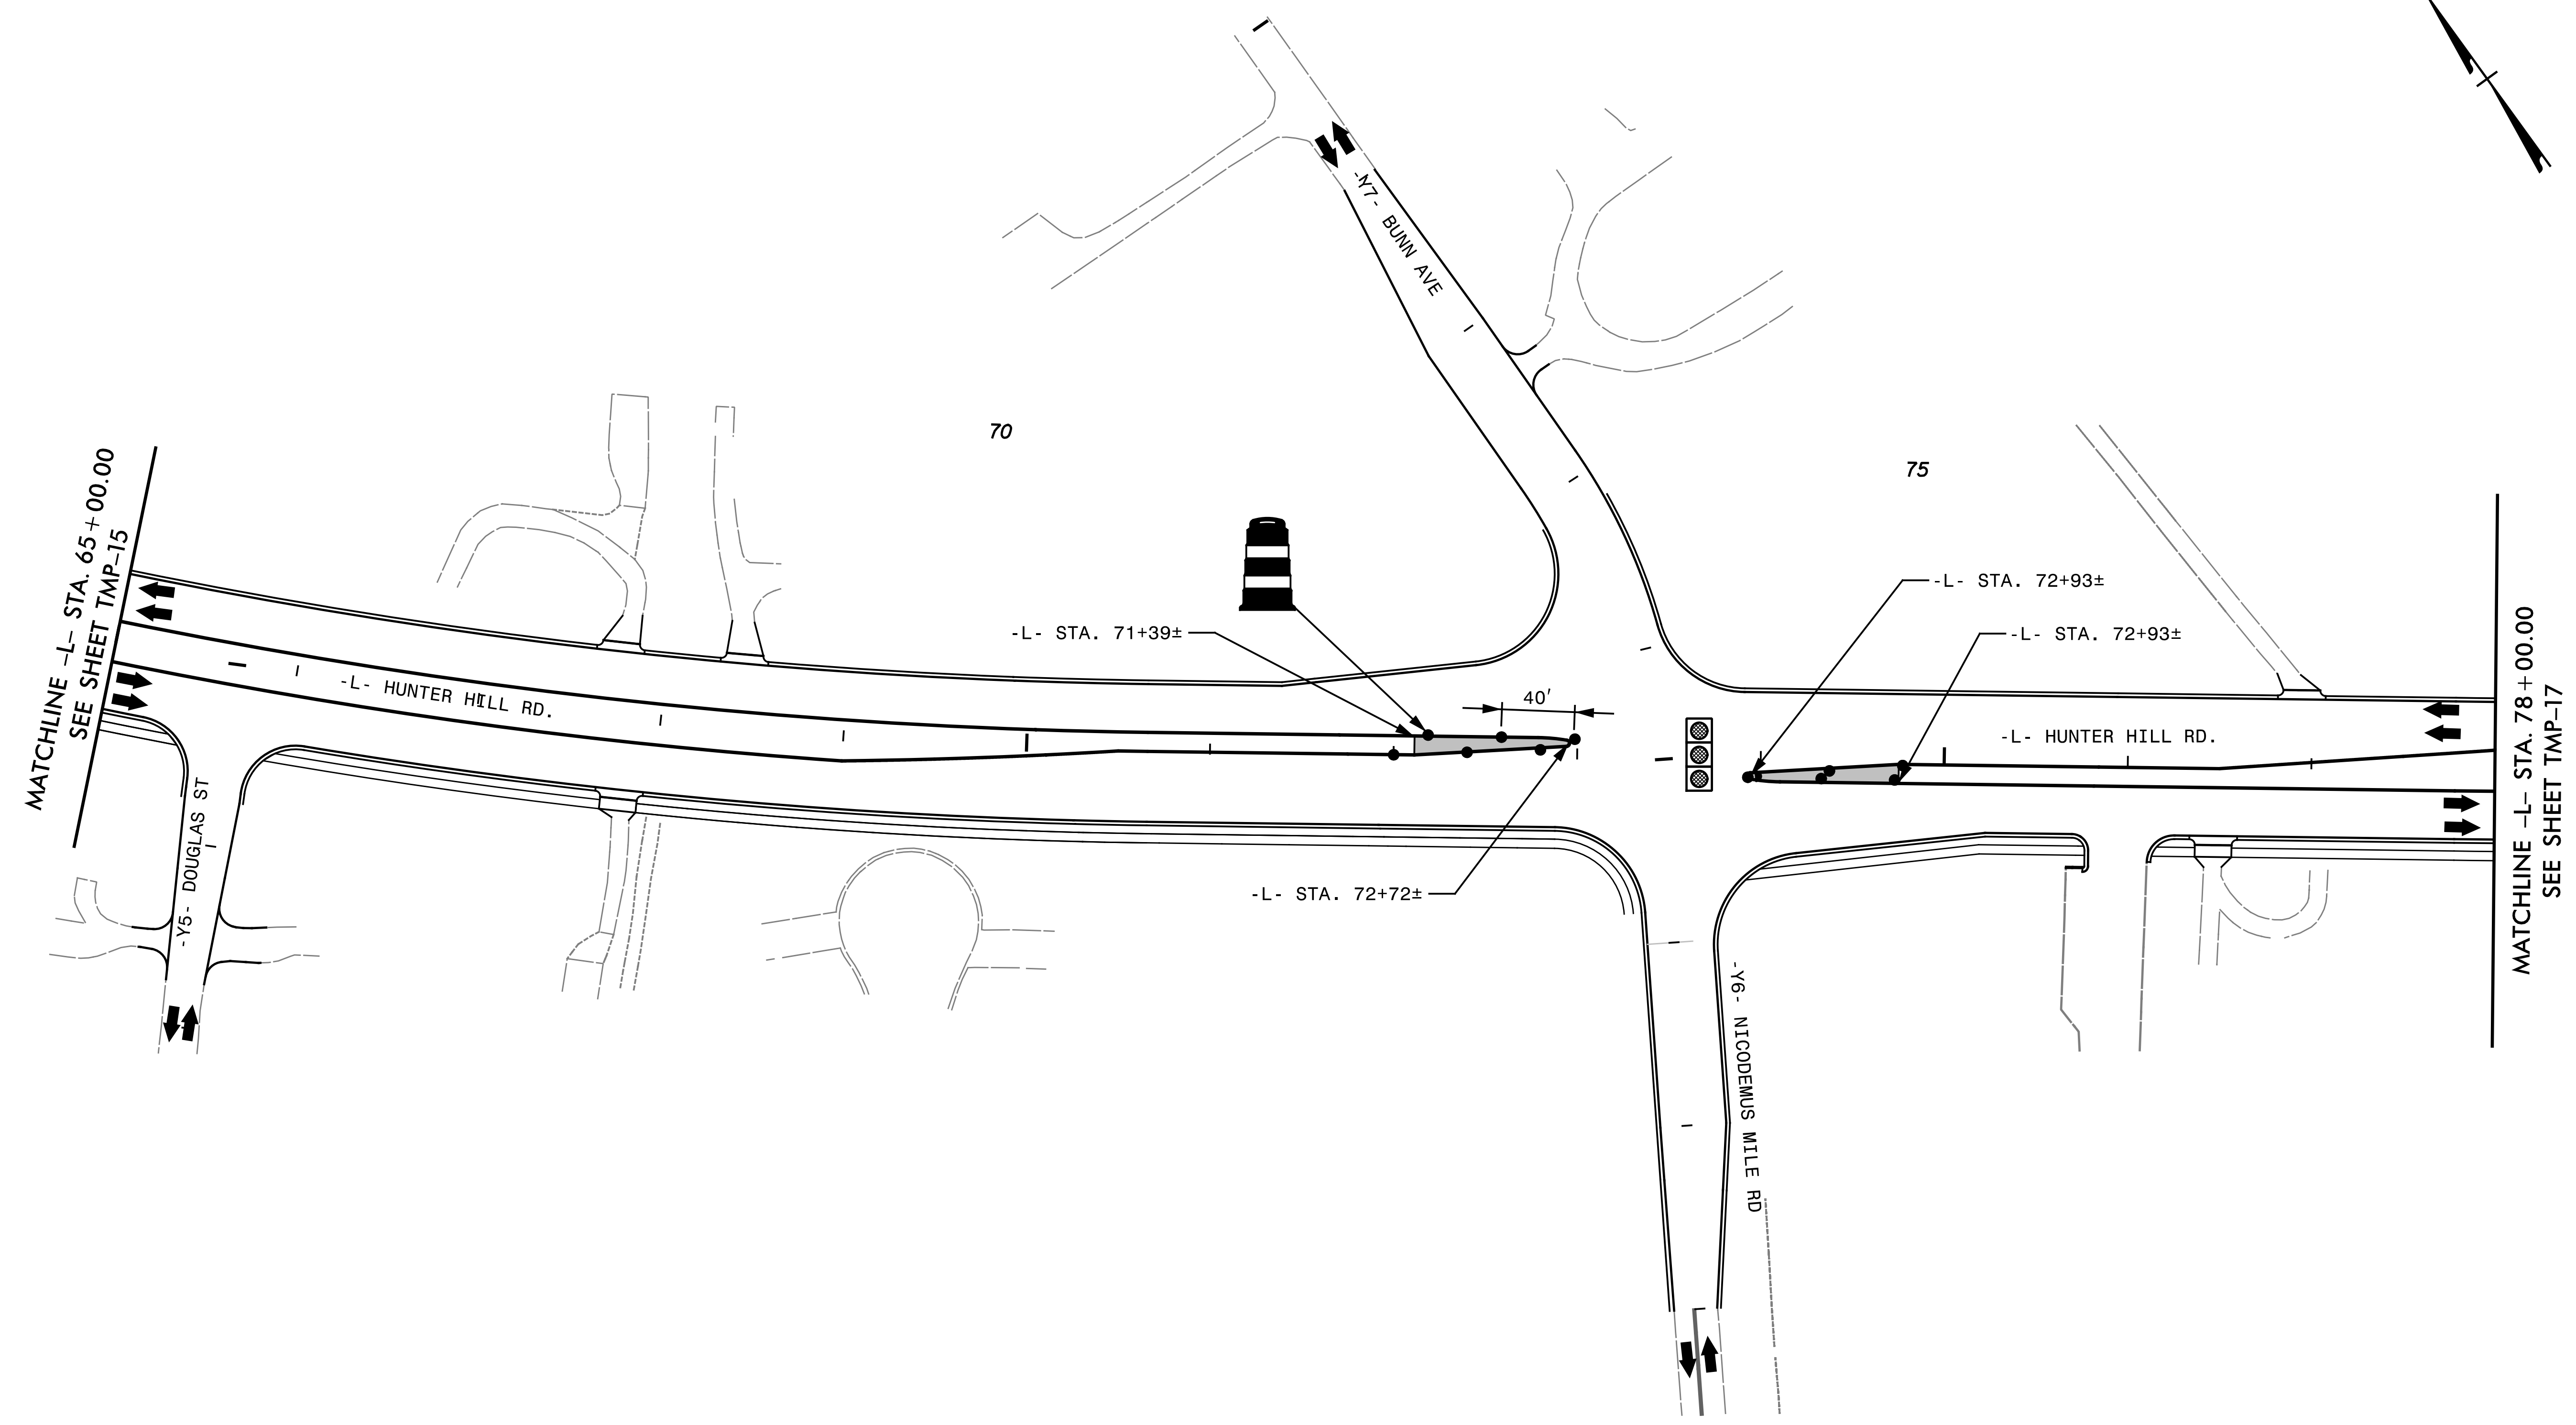 -Y7- BUNN AVE
70
75
MATCHLINE -L- STA. 65+00.00
SEE SHEET TMP-15
-L- STA. 72+93±
-L- STA. 71+39±
-L- STA. 72+93±
40'
-L- HUNTER HILL RD.
-L- HUNTER HILL RD.
MATCHLINE -L- STA. 78+00.00
SEE SHEET TMP-17
-Y5- DOUGLAS ST
-L- STA. 72+72±
-Y6- NICODEMUS MILE RD